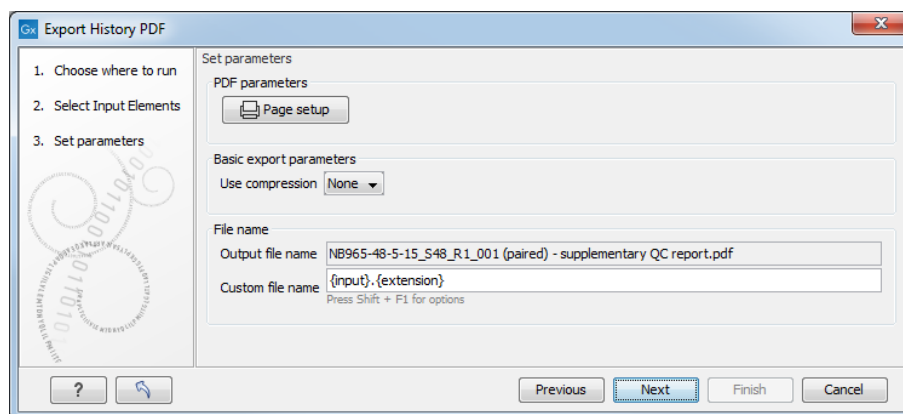 Gx Export History PDF
1. Choose where to run
2. Select Input Elements
3. Set parameters
Set parameters
PDF parameters
Page setup
Basic export parameters
Use compression None
File name
Output file name NB965-48-5-15_S48_R1_001 (paired) - supplementary QC report.pdf
Custom file name {input}.{extension}
Press Shift + F1 for options
? Previous Next Finish Cancel